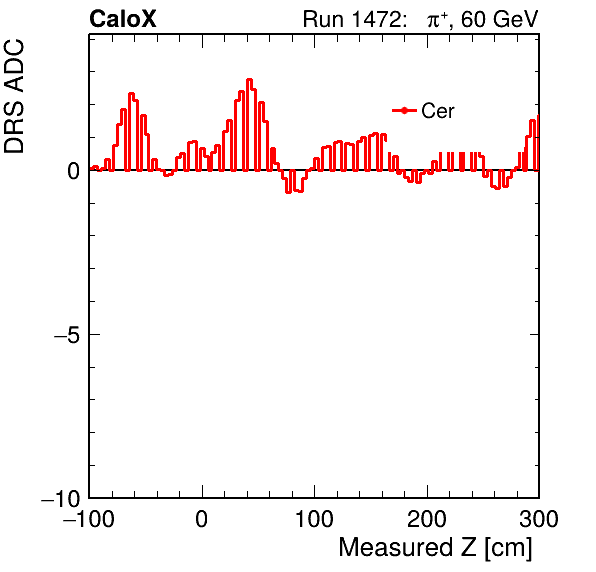 CaloX Run 1472: π⁺, 60 GeV
DRS ADC
Cer
0
−5
−10
−100 0 100 200 300
Measured Z [cm]